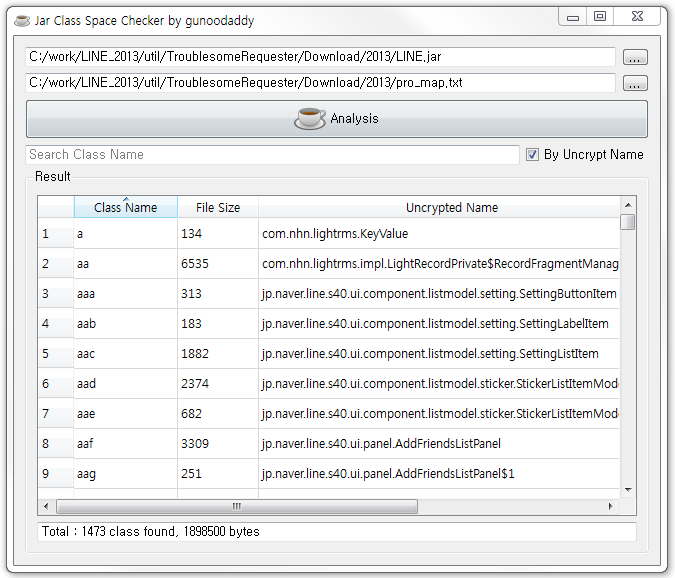 Jar Class Space Checker by gunoodaddy
C:/work/LINE_2013/util/TroublesomeRequester/Download/2013/LINE.jar
...
C:/work/LINE_2013/util/TroublesomeRequester/Download/2013/pro_map.txt
...
Analysis
Search Class Name By Uncrypt Name
Result
Class Name File Size Uncrypted Name
1 a 134 com.nhn.lightrms.KeyValue
2 aa 6535 com.nhn.lightrms.impl.LightRecordPrivate$RecordFragmentManag
3 aaa 313 jp.naver.line.s40.ui.component.listmodel.setting.SettingButtonItem
4 aab 183 jp.naver.line.s40.ui.component.listmodel.setting.SettingLabelItem
5 aac 1882 jp.naver.line.s40.ui.component.listmodel.setting.SettingListItem
6 aad 2374 jp.naver.line.s40.ui.component.listmodel.sticker.StickerListItemMode
7 aae 682 jp.naver.line.s40.ui.component.listmodel.sticker.StickerListItemMode
8 aaf 3309 jp.naver.line.s40.ui.panel.AddFriendsListPanel
9 aag 251 jp.naver.line.s40.ui.panel.AddFriendsListPanel$1
Total : 1473 class found, 1898500 bytes